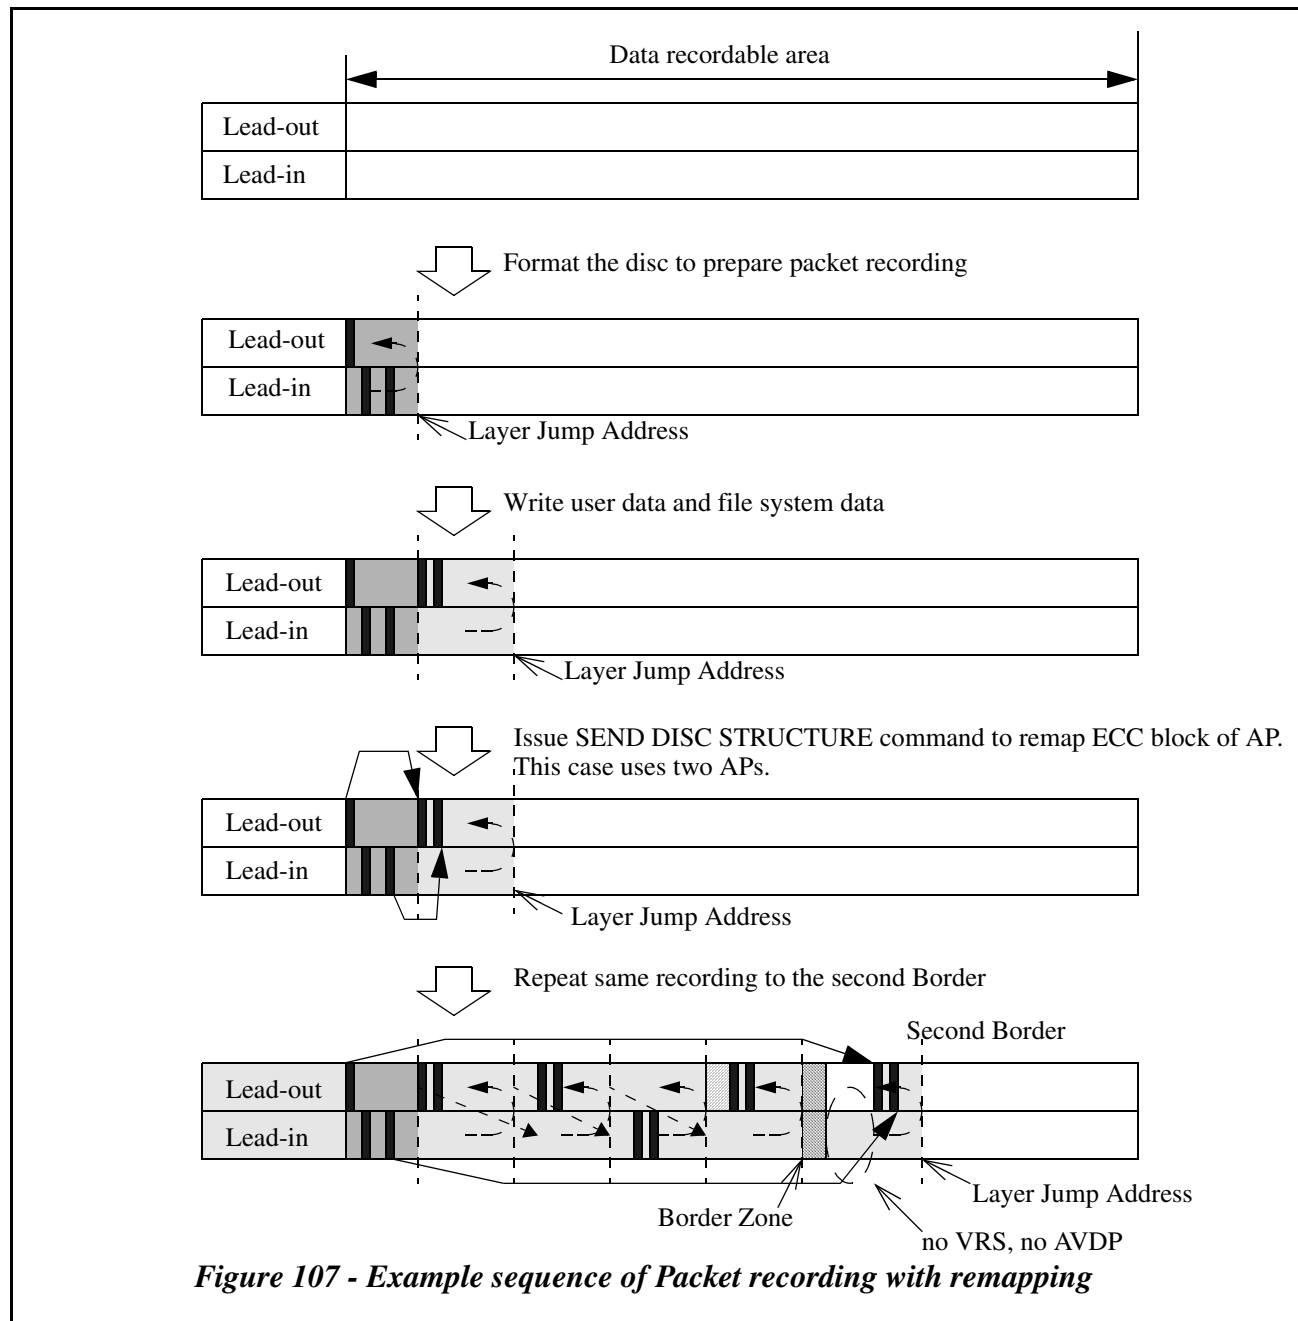 Data recordable area
Lead-out
Lead-in
Format the disc to prepare packet recording
Lead-out
Lead-in
Layer Jump Address
Write user data and file system data
Lead-out
Lead-in
Layer Jump Address
Issue SEND DISC STRUCTURE command to remap ECC block of AP.
This case uses two APs.
Lead-out
Lead-in
Layer Jump Address
Repeat same recording to the second Border
Second Border
Lead-out
Lead-in
Layer Jump Address
Border Zone
no VRS, no AVDP
Figure 107 - Example sequence of Packet recording with remapping